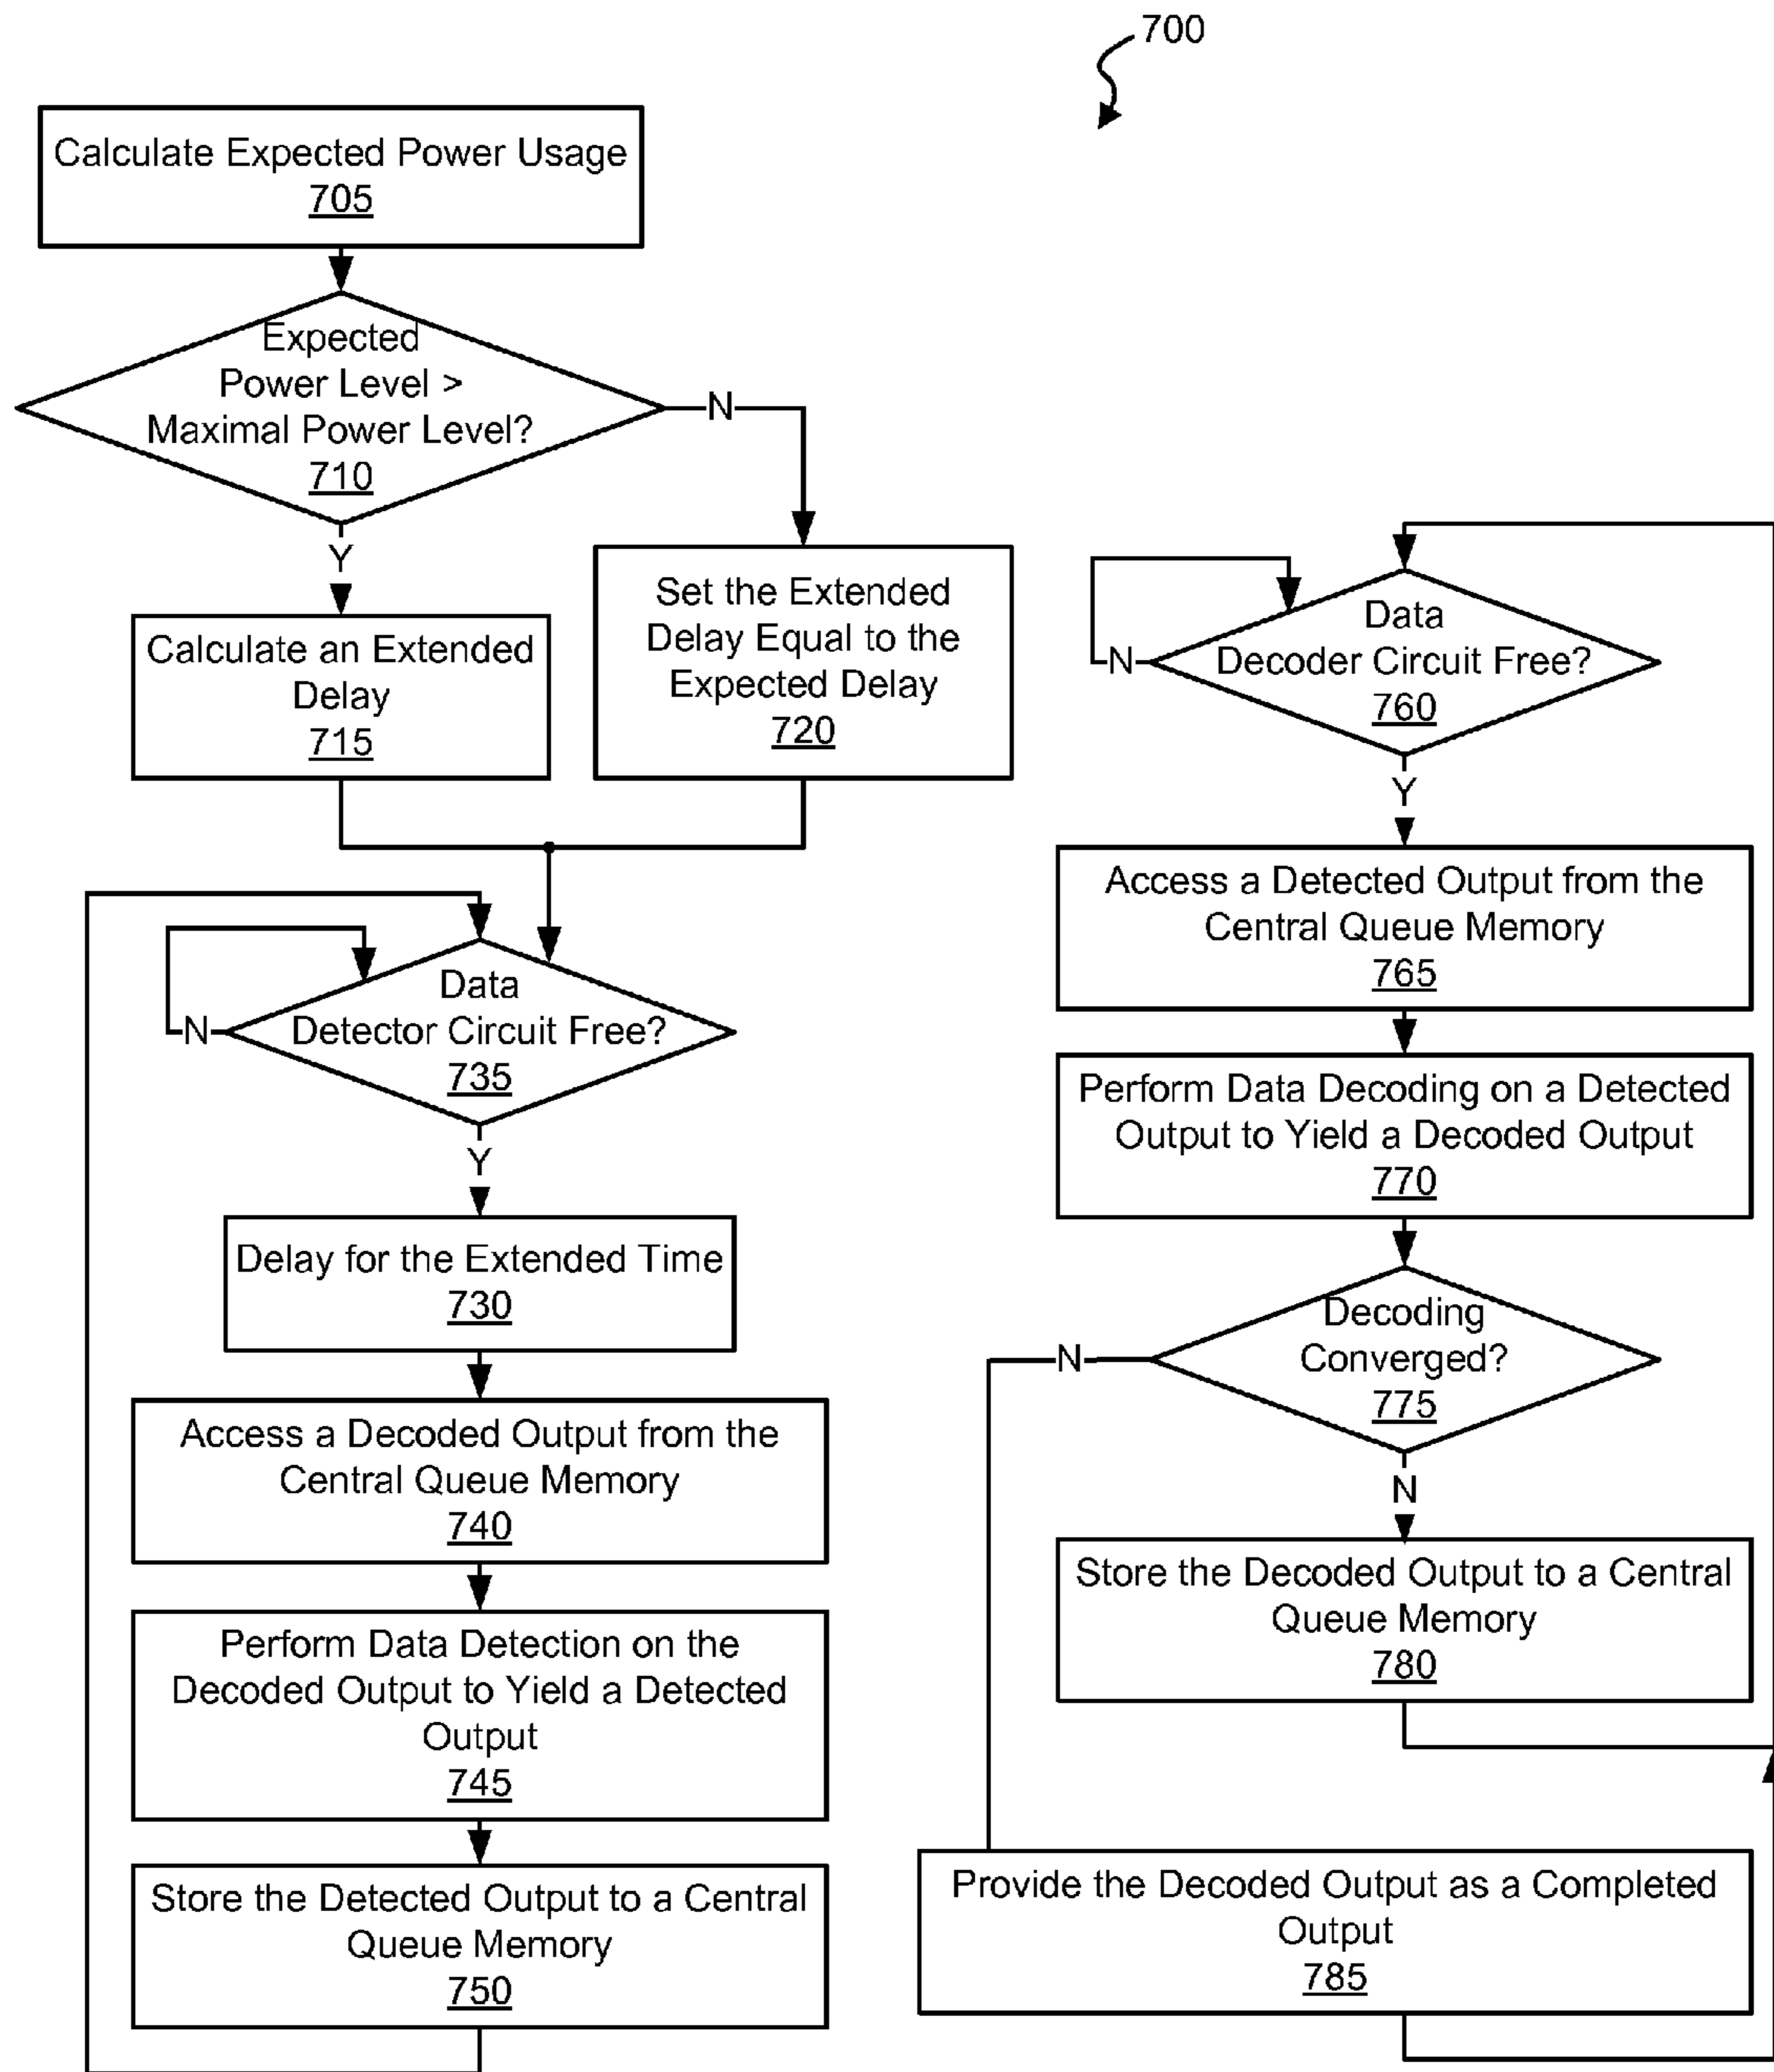 700
Calculate Expected Power Usage
705
Expected
Power Level >
Maximal Power Level?
710
N
Y
Calculate an Extended
Delay
715
Set the Extended
Delay Equal to the
Expected Delay
720
Data
Detector Circuit Free?
735
N
Y
Delay for the Extended Time
730
Access a Decoded Output from the
Central Queue Memory
740
Perform Data Detection on the
Decoded Output to Yield a Detected
Output
745
Store the Detected Output to a Central
Queue Memory
750
Data
Decoder Circuit Free?
760
N
Y
Access a Detected Output from the
Central Queue Memory
765
Perform Data Decoding on a Detected
Output to Yield a Decoded Output
770
Decoding
Converged?
775
N
N
Store the Decoded Output to a Central
Queue Memory
780
Provide the Decoded Output as a Completed
Output
785